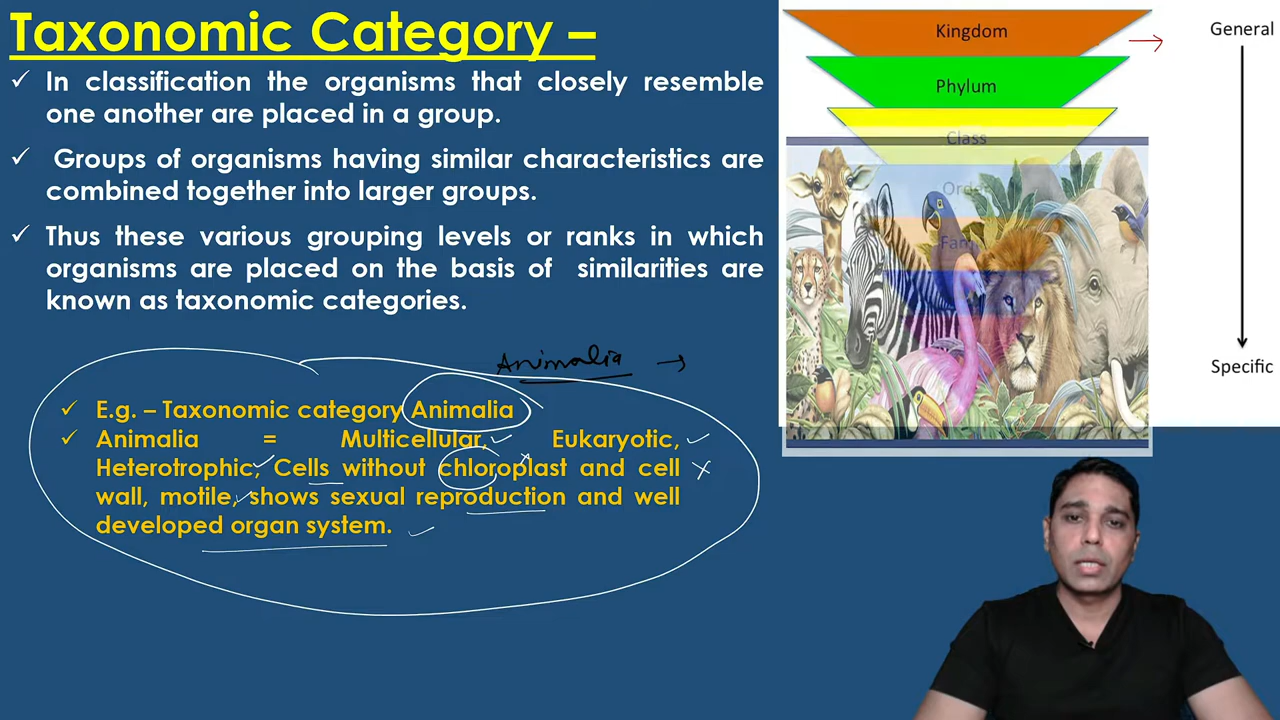 Taxonomic Category –
✓ In classification the organisms that closely resemble
one another are placed in a group.
✓ Groups of organisms having similar characteristics are
combined together into larger groups.
✓ Thus these various grouping levels or ranks in which
organisms are placed on the basis of similarities are
known as taxonomic categories.
Animalia →
✓ E.g. – Taxonomic category Animalia
✓ Animalia = Multicellular, Eukaryotic,
Heterotrophic, Cells without chloroplast and cell
wall, motile, shows sexual reproduction and well
developed organ system.
Kingdom
Phylum
Class
Order
General
Specific